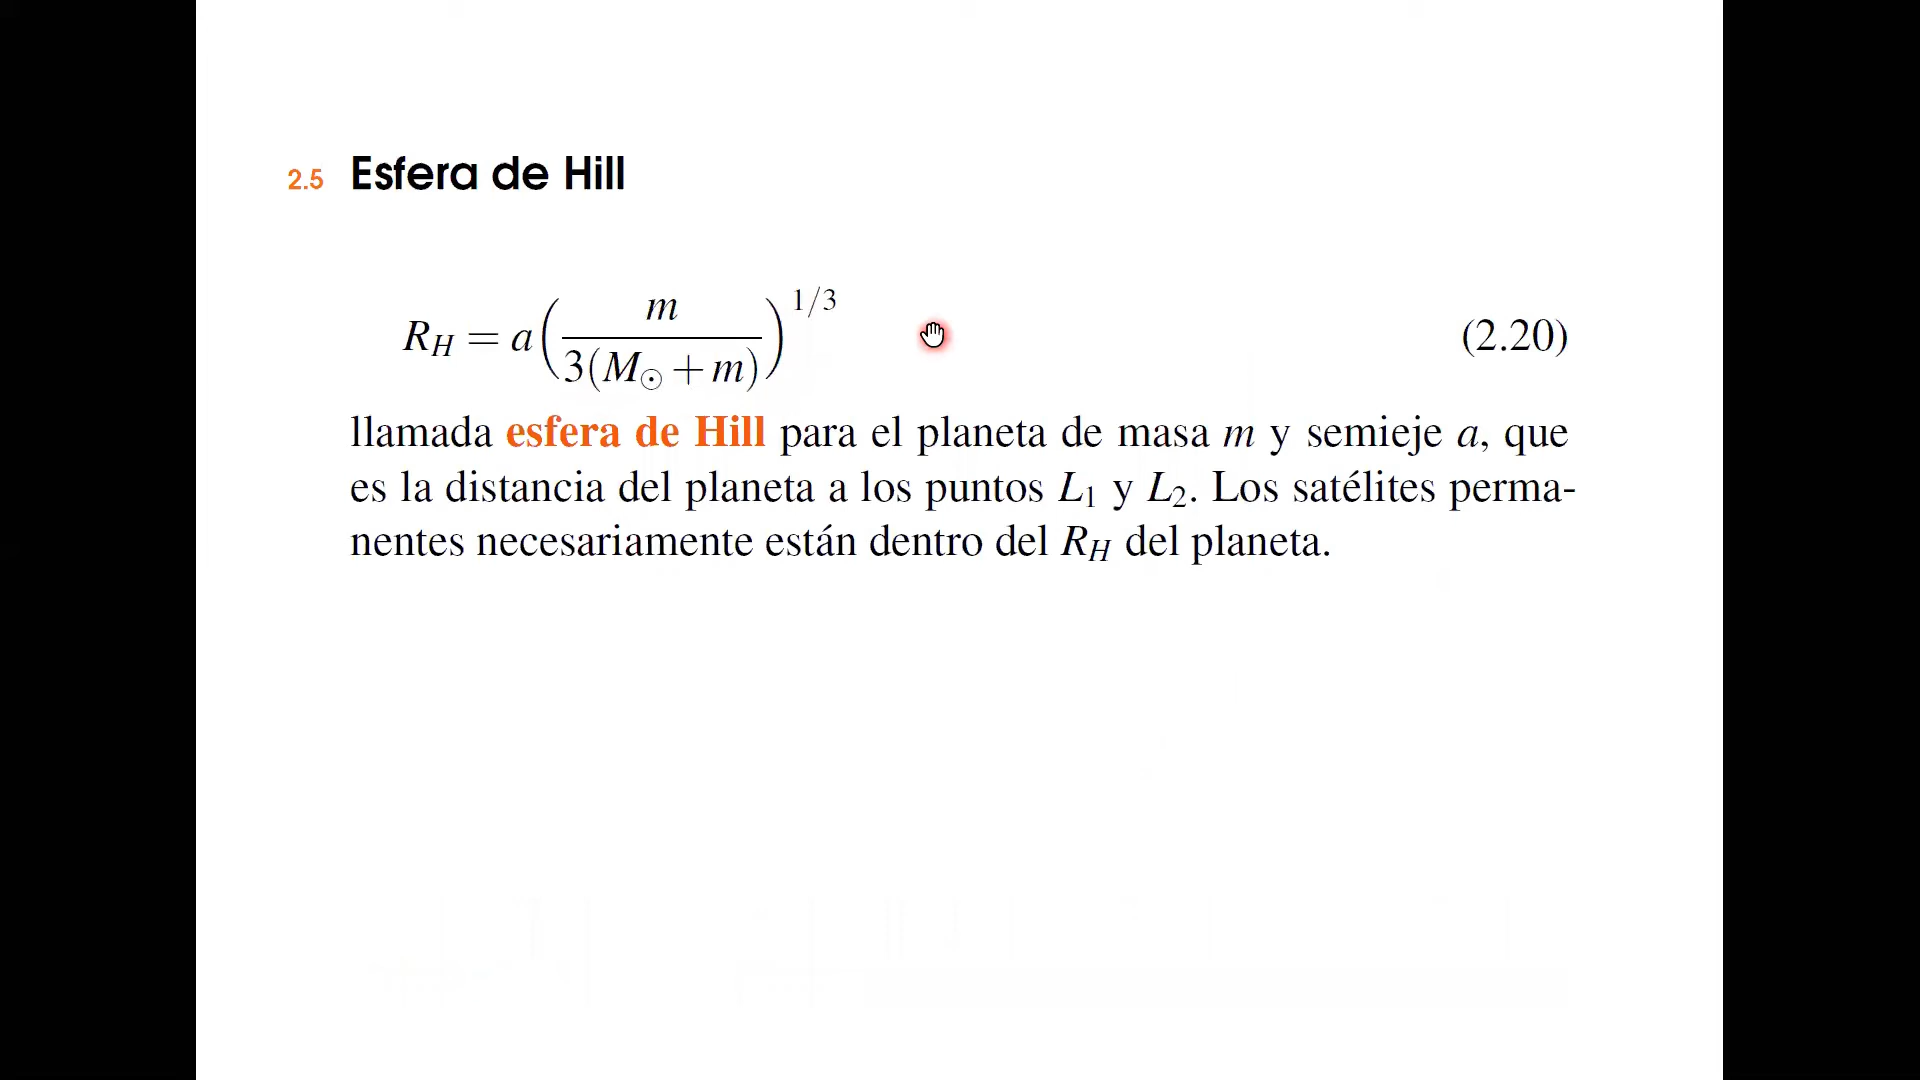 2.5 Esfera de Hill
R_H = a(m / 3(M_⊙ + m))^{1/3} (2.20)
llamada esfera de Hill para el planeta de masa m y semieje a, que
es la distancia del planeta a los puntos L₁ y L₂. Los satélites perma-
nentes necesariamente están dentro del R_H del planeta.